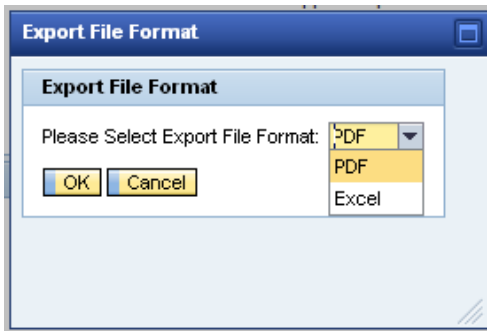 Export File Format
Export File Format
Please Select Export File Format: PDF
PDF
OK Cancel
Excel